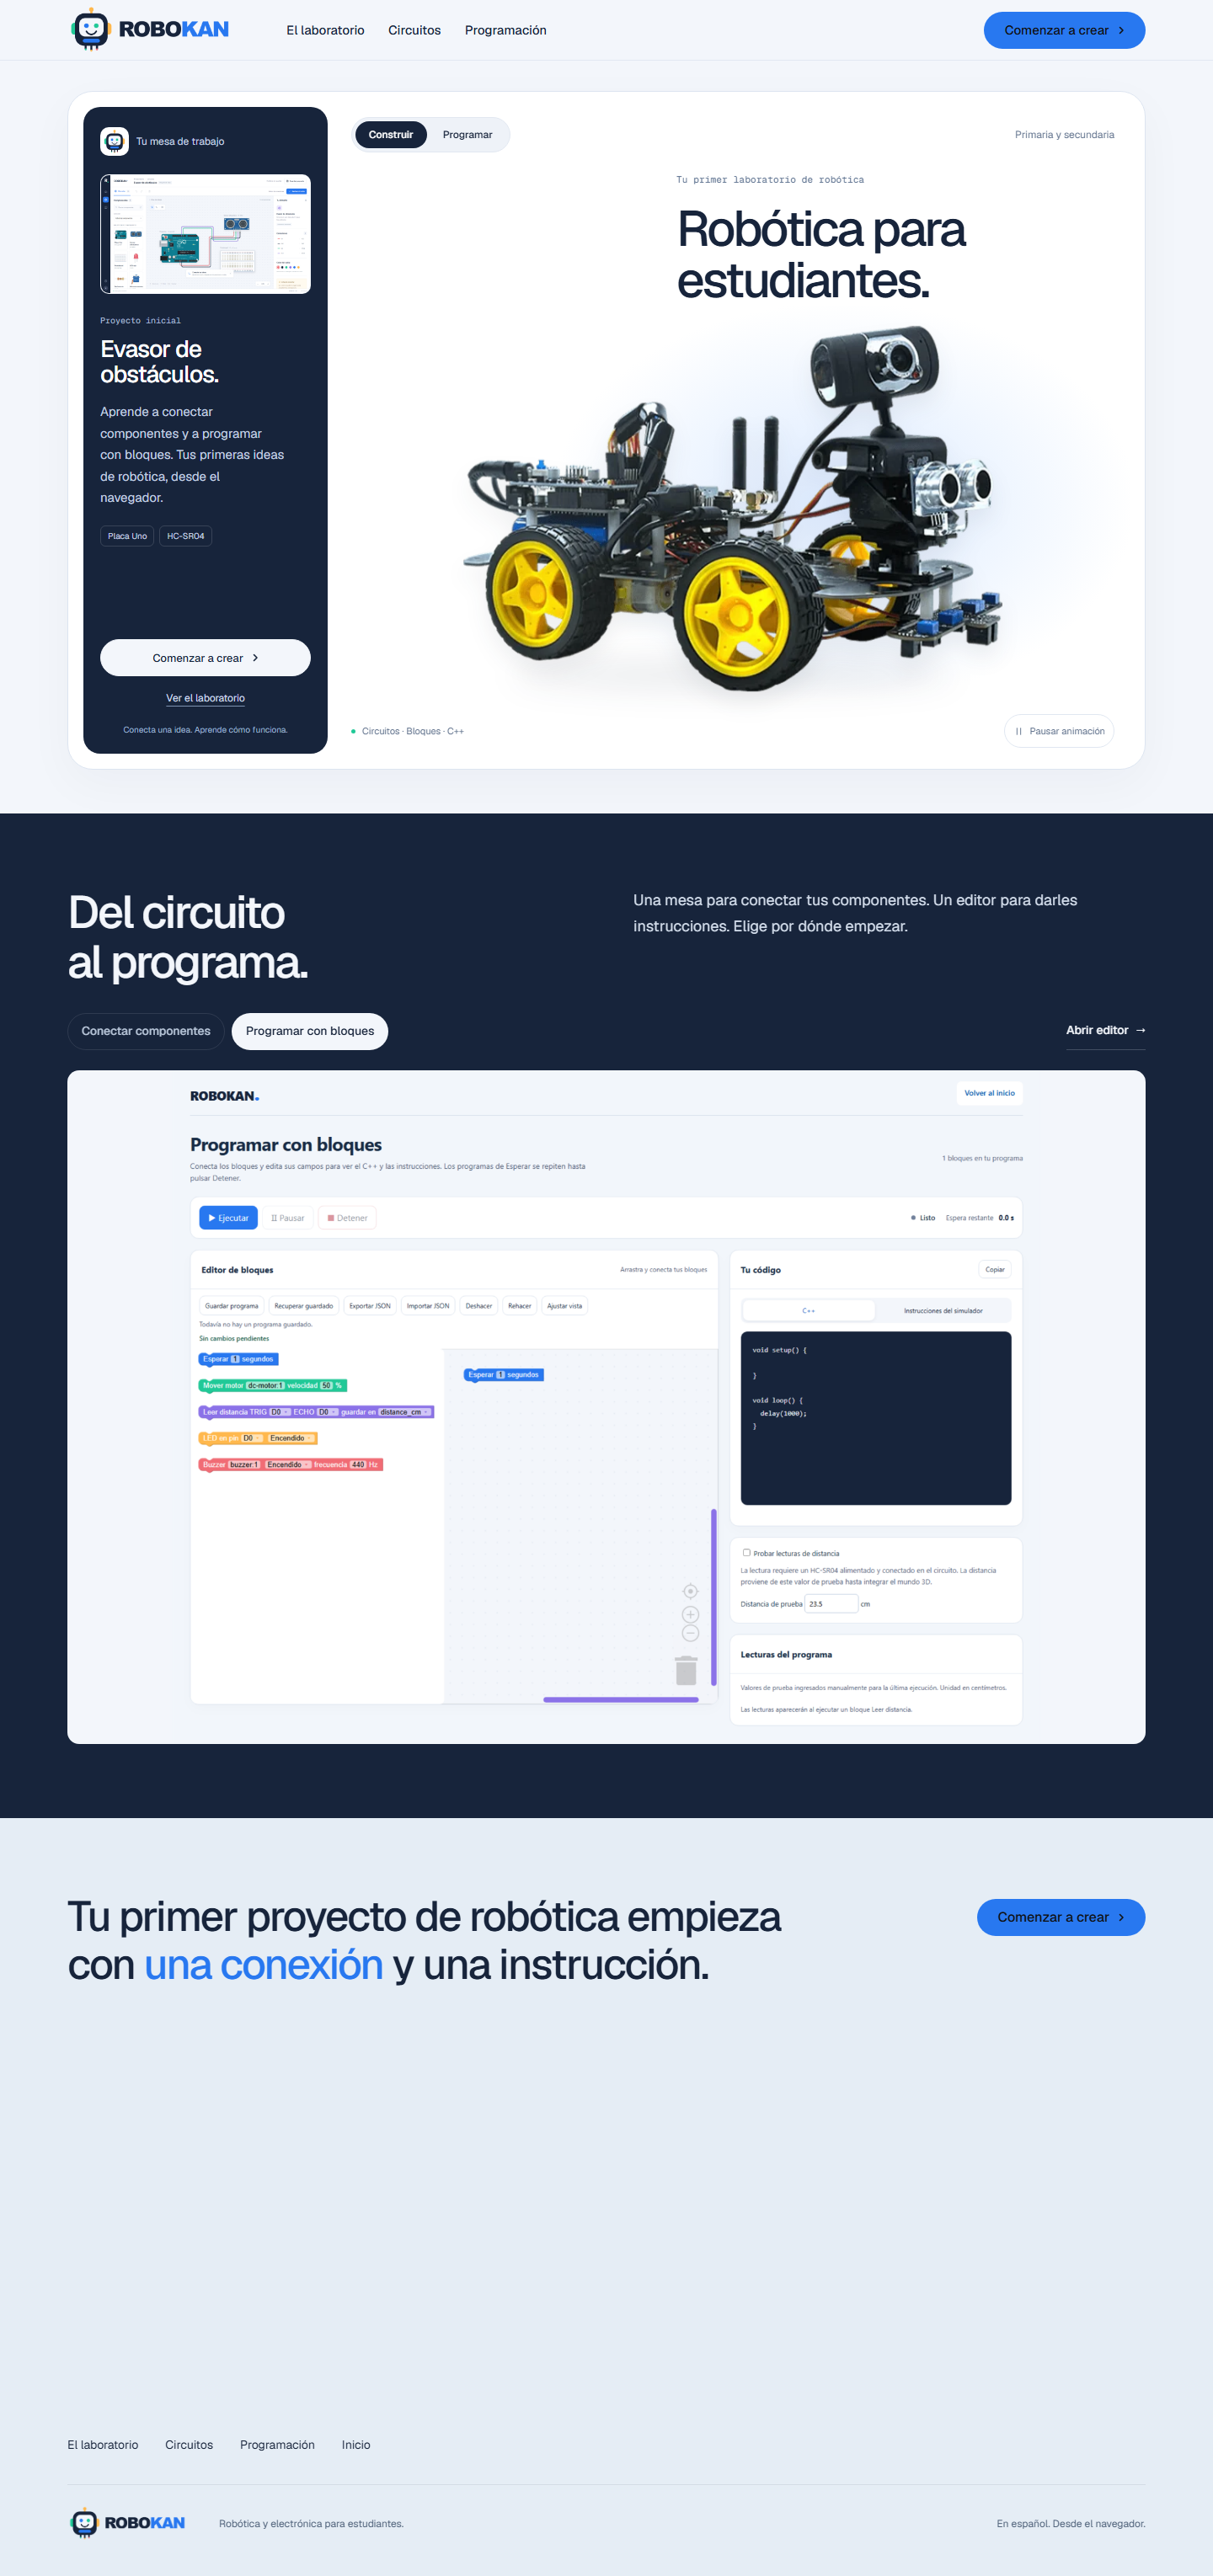 ROBOKAN
El laboratorio
Circuitos
Programación
Comenzar a crear
Tu mesa de trabajo
Proyecto inicial
Evasor de
obstáculos.
Aprende a conectar
componentes y a programar
con bloques. Tus primeras ideas
de robótica, desde el
navegador.
Placa Uno
HC-SR04
Comenzar a crear
Ver el laboratorio
Conecta una idea. Aprende cómo funciona.
Construir
Programar
Primaria y secundaria
Tu primer laboratorio de robótica
Robótica para
estudiantes.
Circuitos · Bloques · C++
Pausar animación
Del circuito
al programa.
Una mesa para conectar tus componentes. Un editor para darles
instrucciones. Elige por dónde empezar.
Conectar componentes
Programar con bloques
Abrir editor →
ROBOKAN.
Volver al inicio
Programar con bloques
Conecta los bloques y edita sus campos para ver el C++ y las instrucciones. Los programas de Esperar se repiten hasta
pulsar Detener.
1 bloques en tu programa
Ejecutar
Pausar
Detener
Listo
Espera restante 0.0 s
Editor de bloques
Arrastra y conecta tus bloques
Guardar programa
Recuperar guardado
Exportar JSON
Importar JSON
Deshacer
Rehacer
Ajustar vista
Todavía no hay un programa guardado.
Sin cambios pendientes
Esperar 1 segundos
Mover motor dc-motor:1 velocidad 50 %
Leer distancia TRIG D0 ECHO D0 guardar en distance_cm
LED en pin D0 Encendido
Buzzer buzzer:1 Encendido frecuencia 440 Hz
Esperar 1 segundos
Tu código
Copiar
C++
Instrucciones del simulador
void setup() {
}
void loop() {
delay(1000);
}
Probar lecturas de distancia
La lectura requiere un HC-SR04 alimentado y conectado en el circuito. La distancia
proviene de este valor de prueba hasta integrar el mundo 3D.
Distancia de prueba 23.5 cm
Lecturas del programa
Valores de prueba ingresados manualmente para la última ejecución. Unidad en centímetros.
Las lecturas aparecerán al ejecutar un bloque Leer distancia.
Tu primer proyecto de robótica empieza
con una conexión y una instrucción.
Comenzar a crear
El laboratorio
Circuitos
Programación
Inicio
ROBOKAN
Robótica y electrónica para estudiantes.
En español. Desde el navegador.